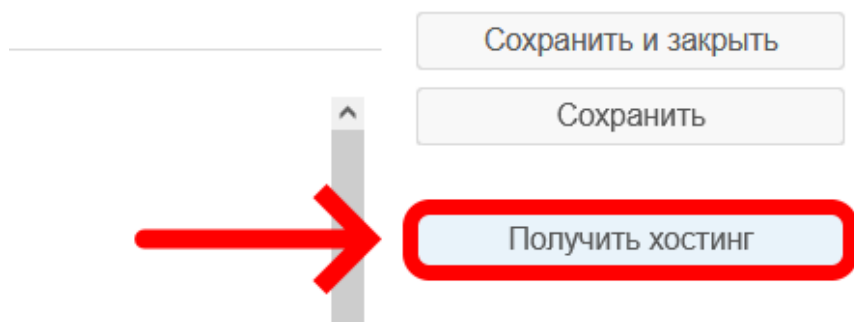 Сохранить и закрыть
Сохранить
Получить хостинг